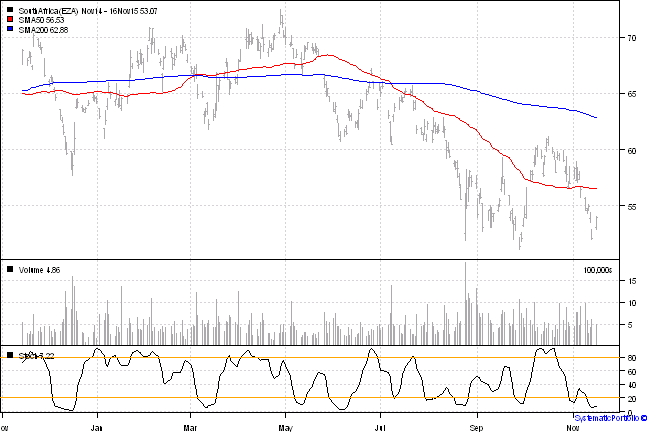 SouthAfrica(EZA) Nov14 - 16Nov15 53.07
SMA50 56.53
SMA200 62.88
70
65
60
55
Volume 4.86
100,000s
15
10
5
80
60
40
20
0
Jan
Mar
May
Jul
Sep
Nov
SystematicPortfolio ©